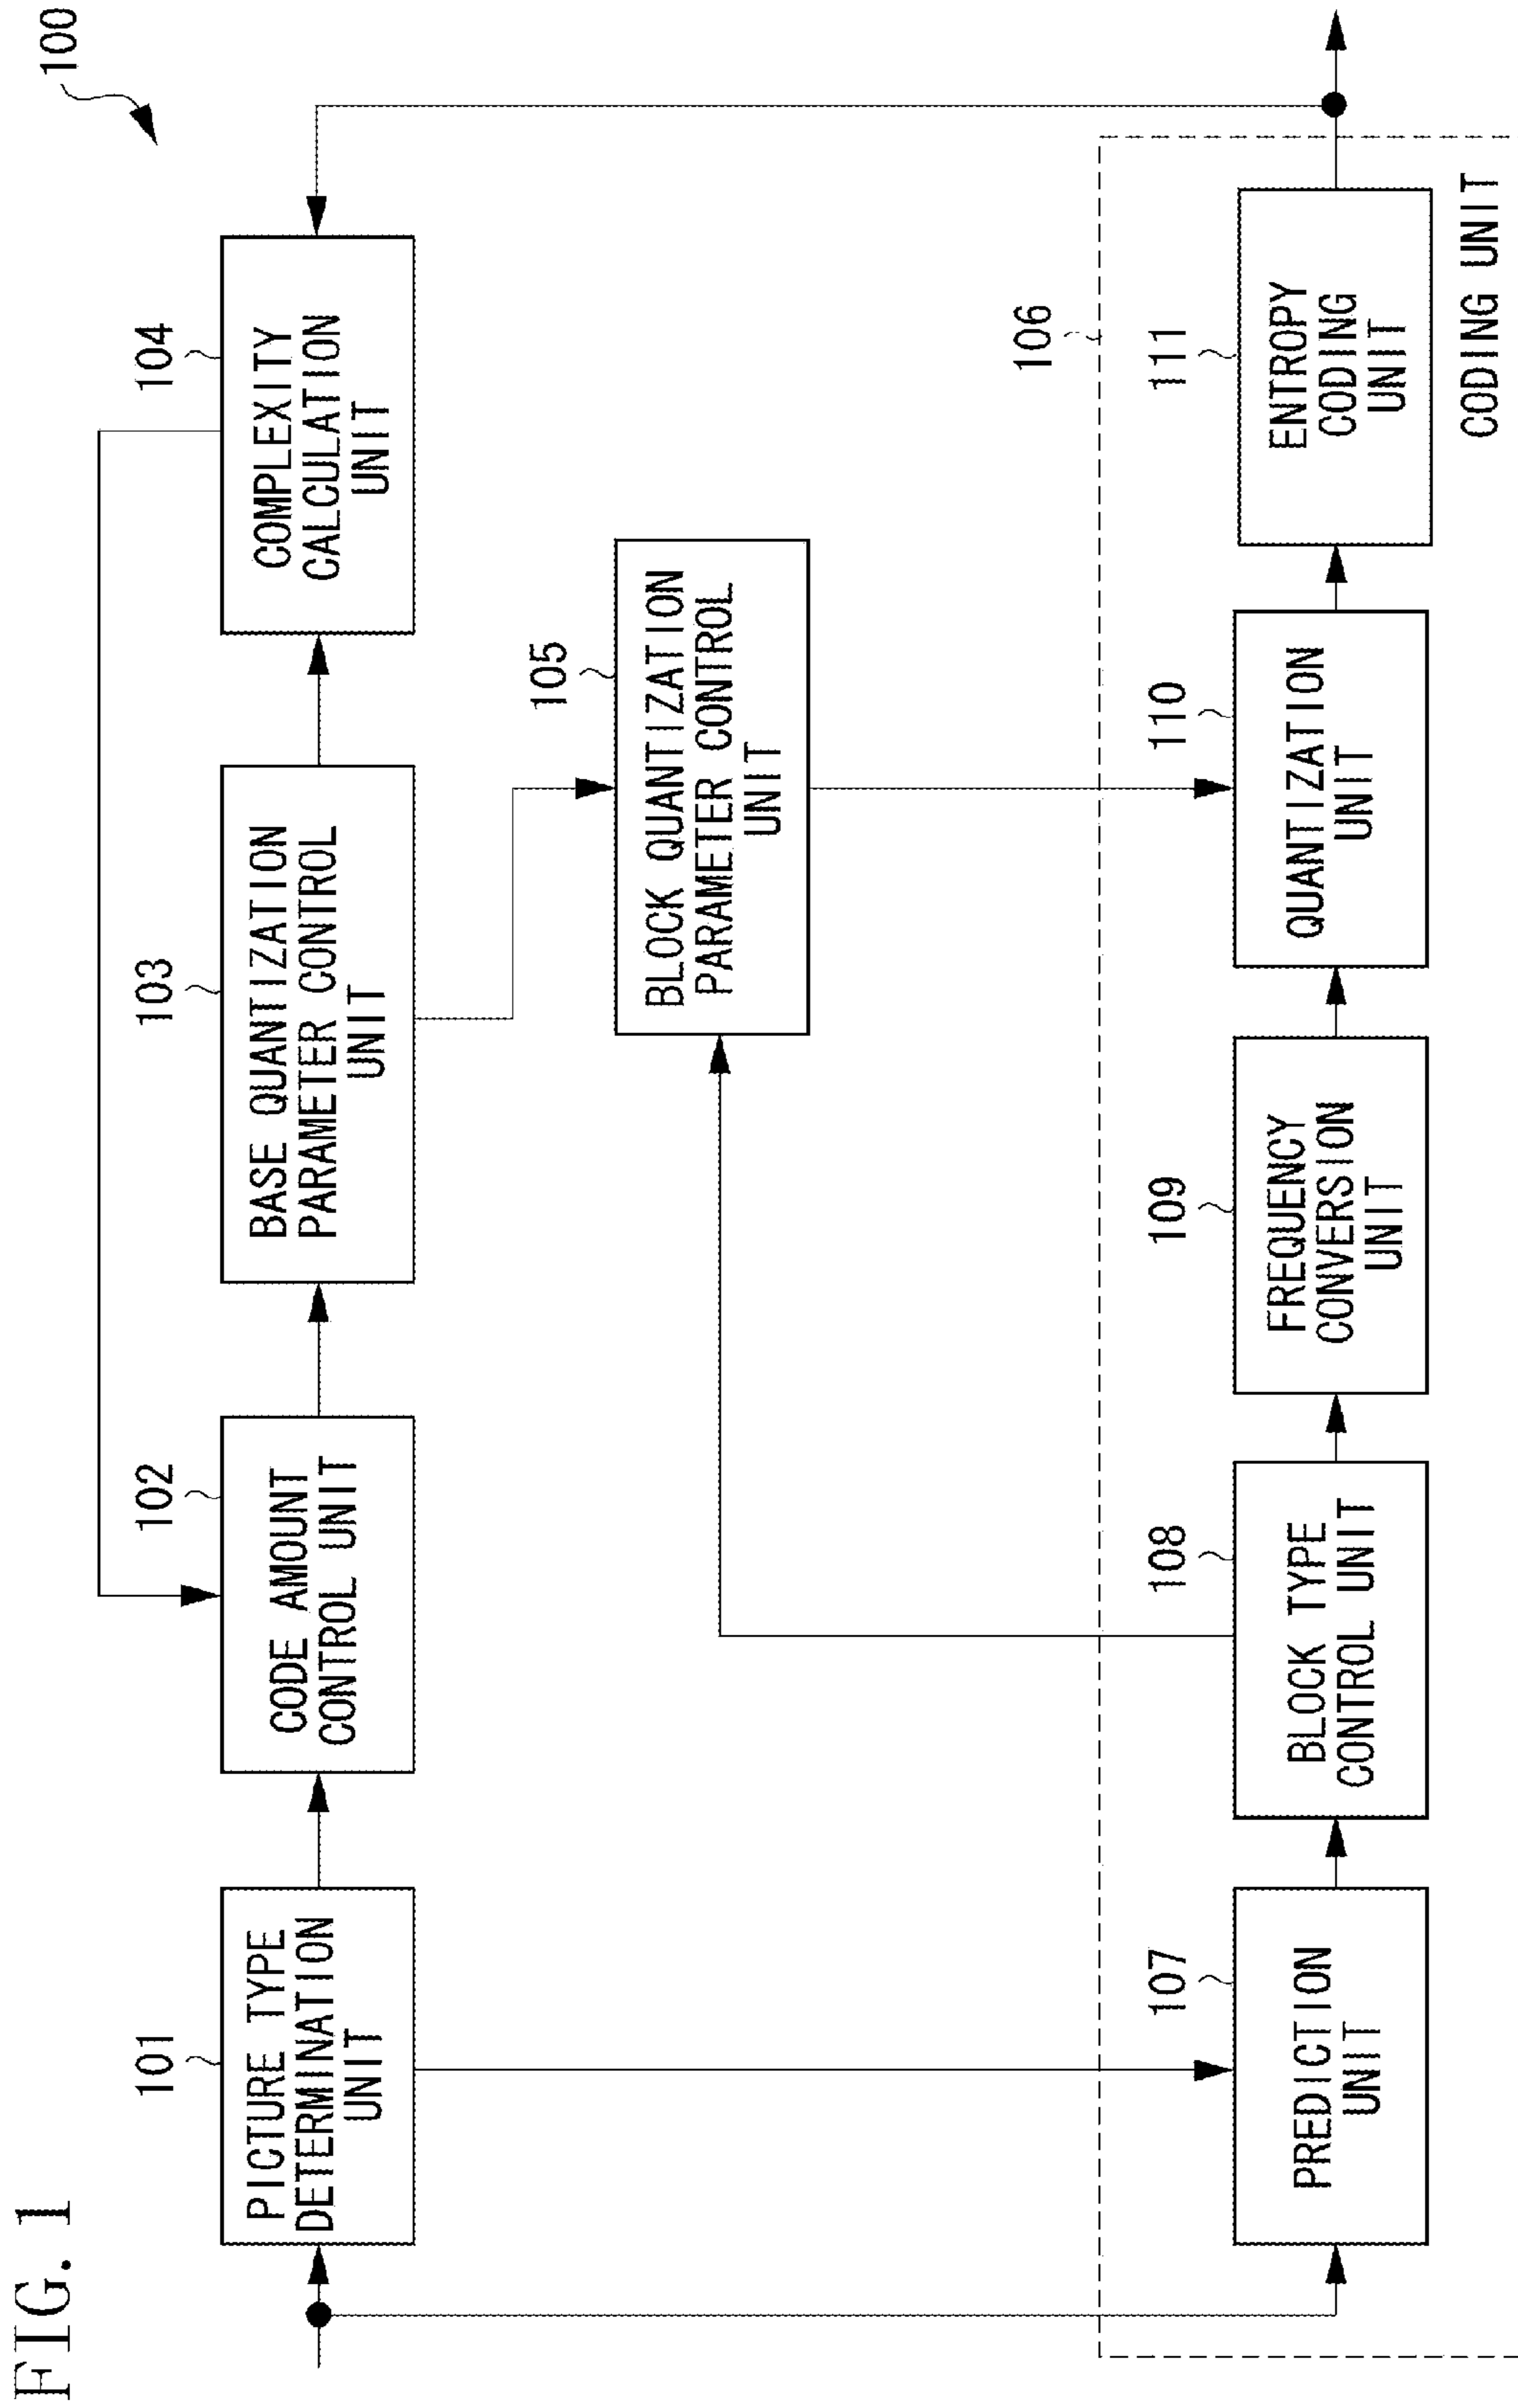 FIG. 1
100
101
PICTURE TYPE
DETERMINATION
UNIT
102
CODE AMOUNT
CONTROL UNIT
103
BASE QUANTIZATION
PARAMETER CONTROL
UNIT
104
COMPLEXITY
CALCULATION
UNIT
105
BLOCK QUANTIZATION
PARAMETER CONTROL
UNIT
106
107
PREDICTION
UNIT
108
BLOCK TYPE
CONTROL UNIT
109
FREQUENCY
CONVERSION
UNIT
110
QUANTIZATION
UNIT
111
ENTROPY
CODING
UNIT
CODING UNIT